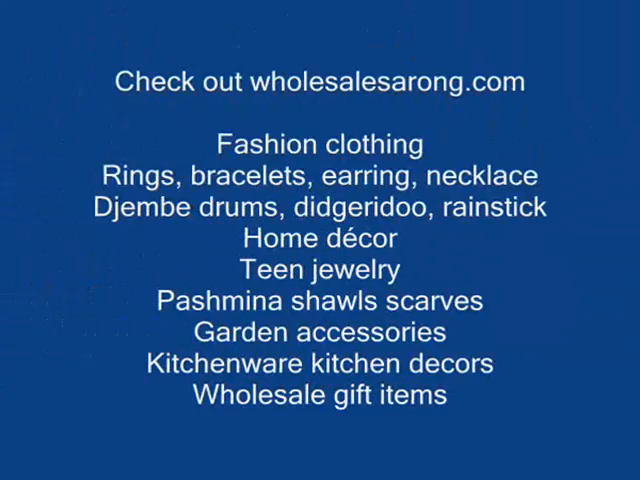 Check out wholesalesarong.com
Fashion clothing
Rings, bracelets, earring, necklace
Djembe drums, didgeridoo, rainstick
Home décor
Teen jewelry
Pashmina shawls scarves
Garden accessories
Kitchenware kitchen decors
Wholesale gift items